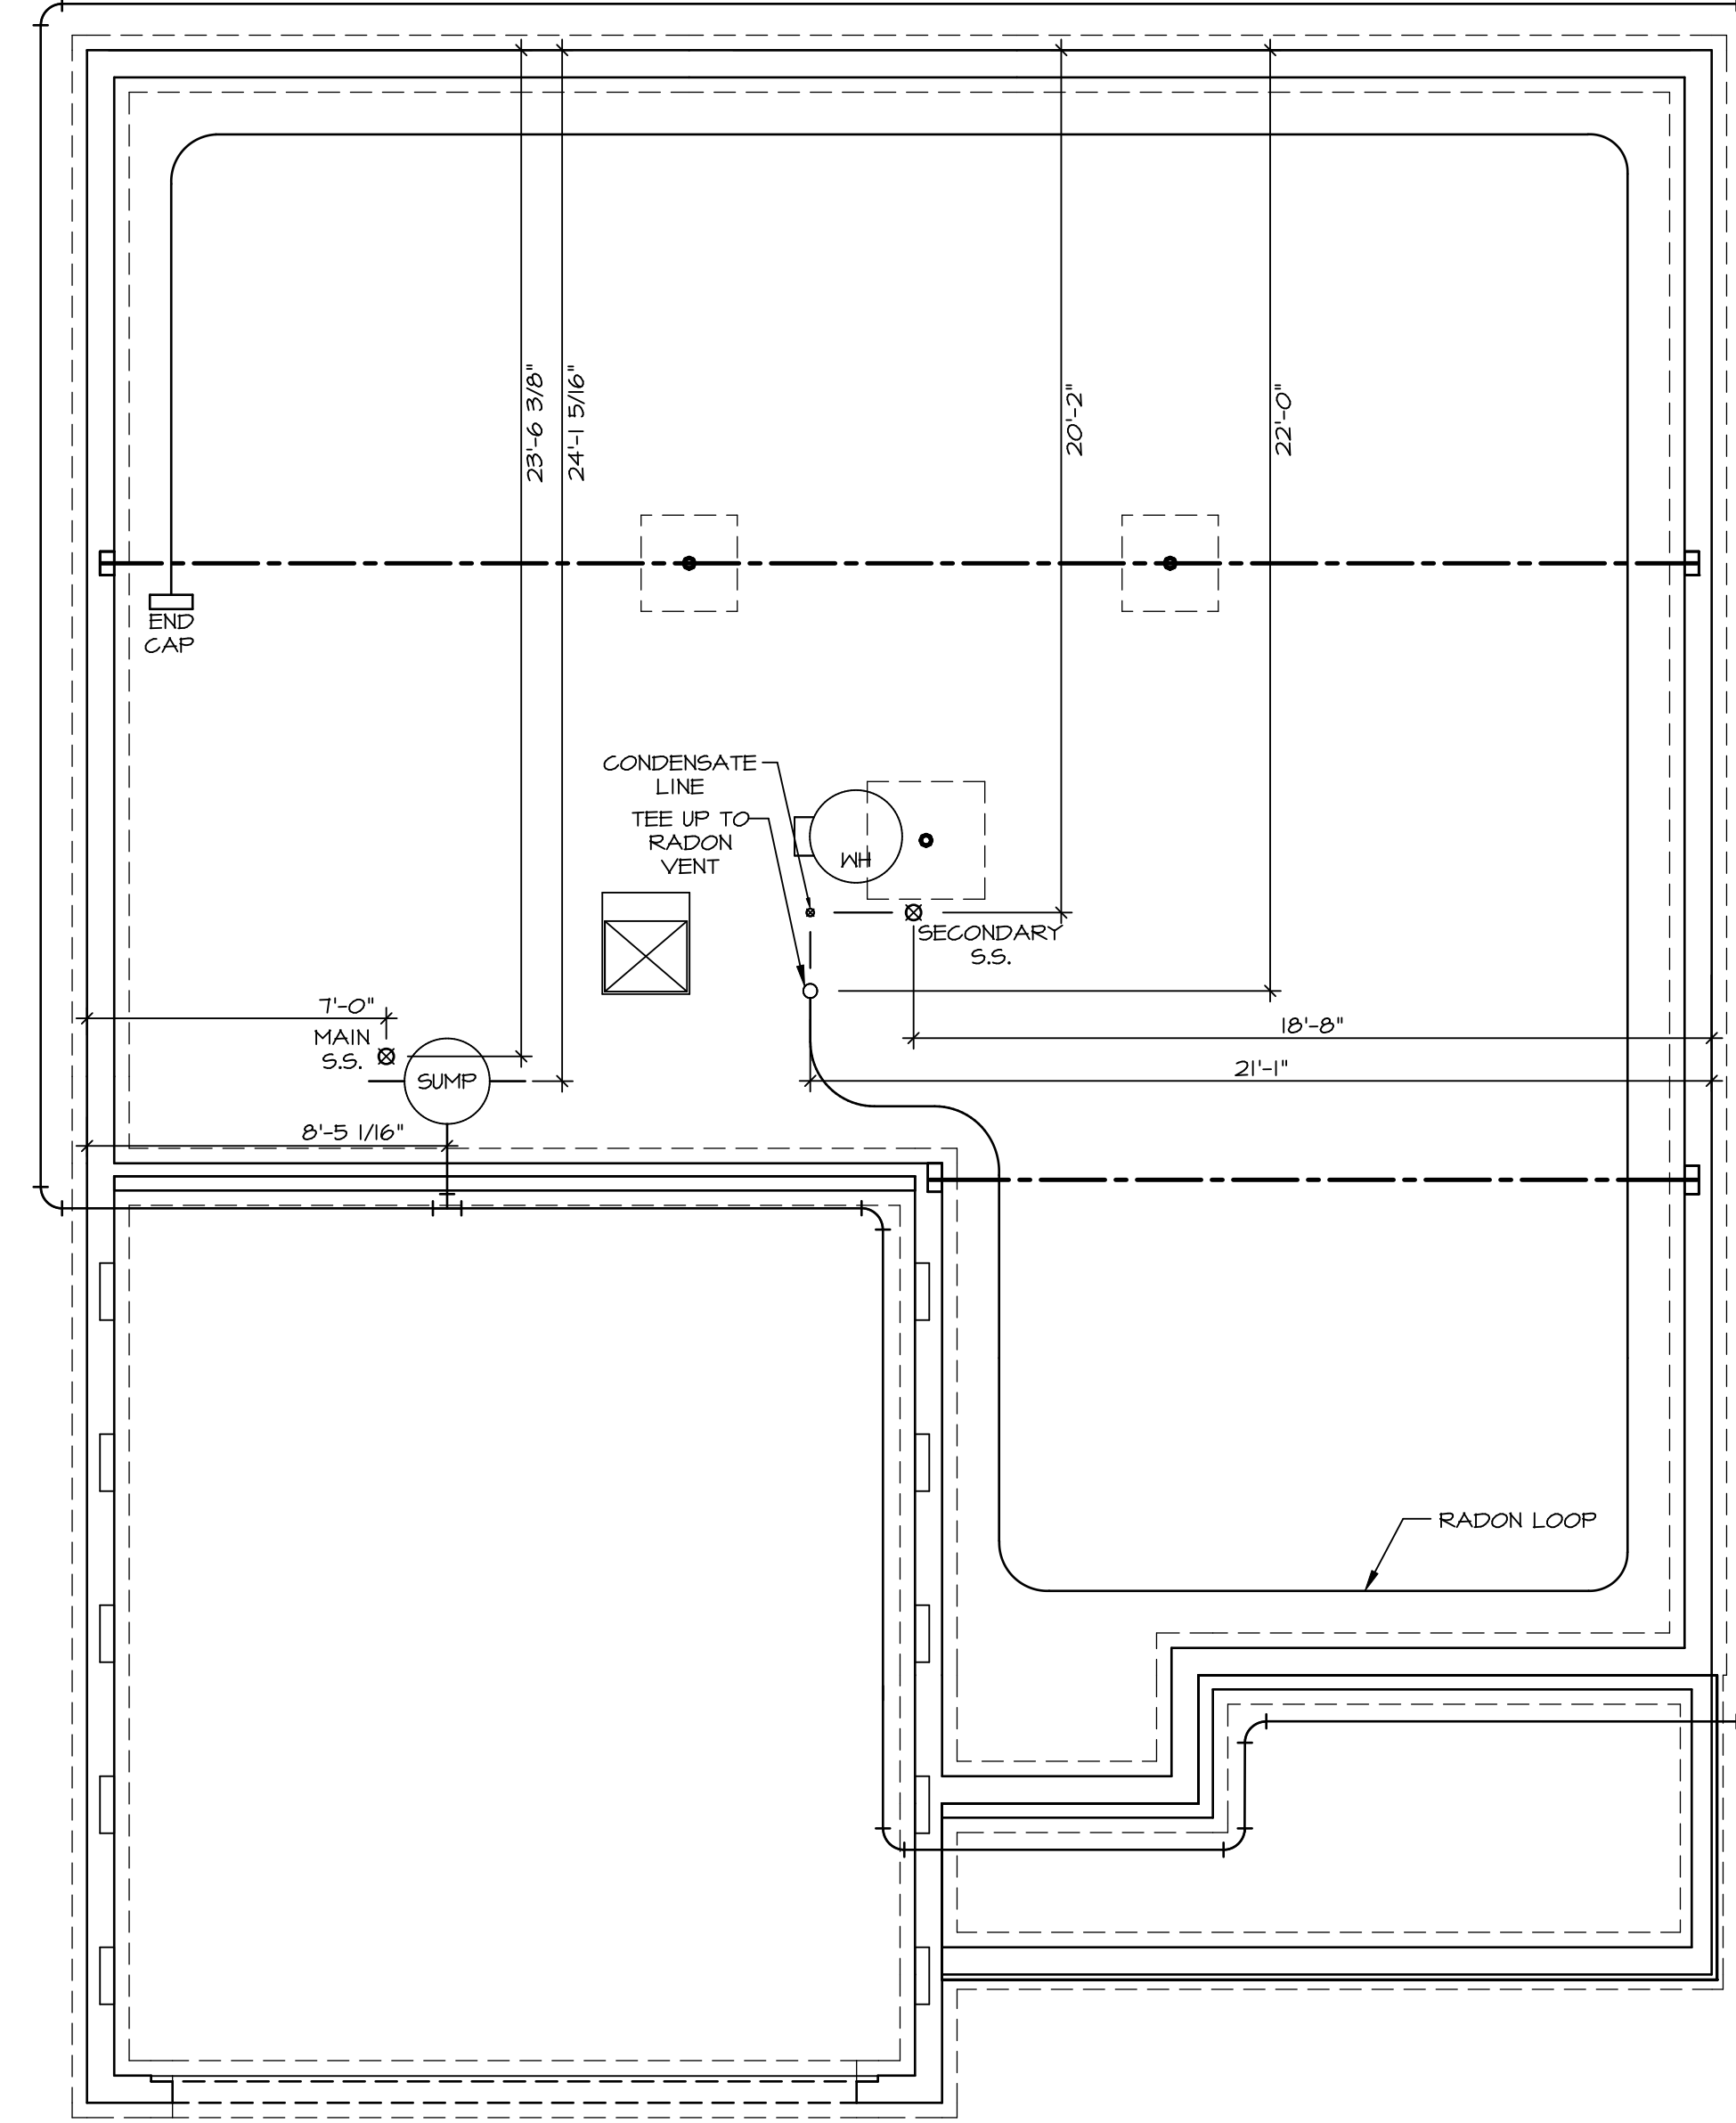 23'-6 3/8"
24'-1 5/16"
20'-2"
22'-0"
END
CAP
CONDENSATE
LINE
TEE UP TO
RADON
VENT
WH
SECONDARY
S.S.
7'-0"
MAIN
S.S.
SUMP
18'-8"
21'-1"
8'-5 1/16"
RADON LOOP